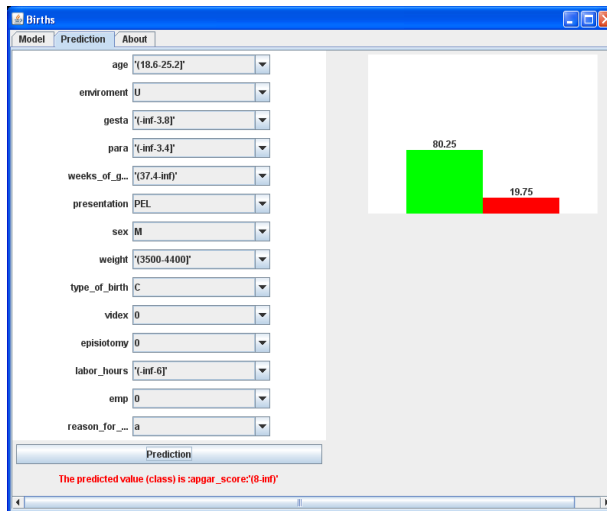 Births
Model Prediction About
age '(18.6-25.2]'
enviroment U
gesta '(-inf-3.8]'
para '(-inf-3.4]'
weeks_of_g... '(37.4-inf)'
presentation PEL
sex M
weight '(3500-4400]'
type_of_birth C
videx 0
episiotomy 0
labor_hours '(-inf-6]'
emp 0
reason_for_... a
Prediction
The predicted value (class) is :apgar_score:'(8-inf)'
80.25
19.75